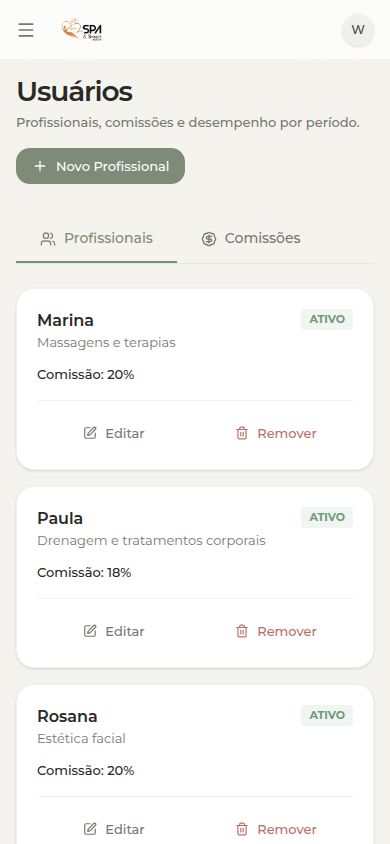 SPA
W
Usuários
Profissionais, comissões e desempenho por período.
Novo Profissional
Profissionais
Comissões
Marina
ATIVO
Massagens e terapias
Comissão: 20%
Editar
Remover
Paula
ATIVO
Drenagem e tratamentos corporais
Comissão: 18%
Editar
Remover
Rosana
ATIVO
Estética facial
Comissão: 20%
Editar
Remover